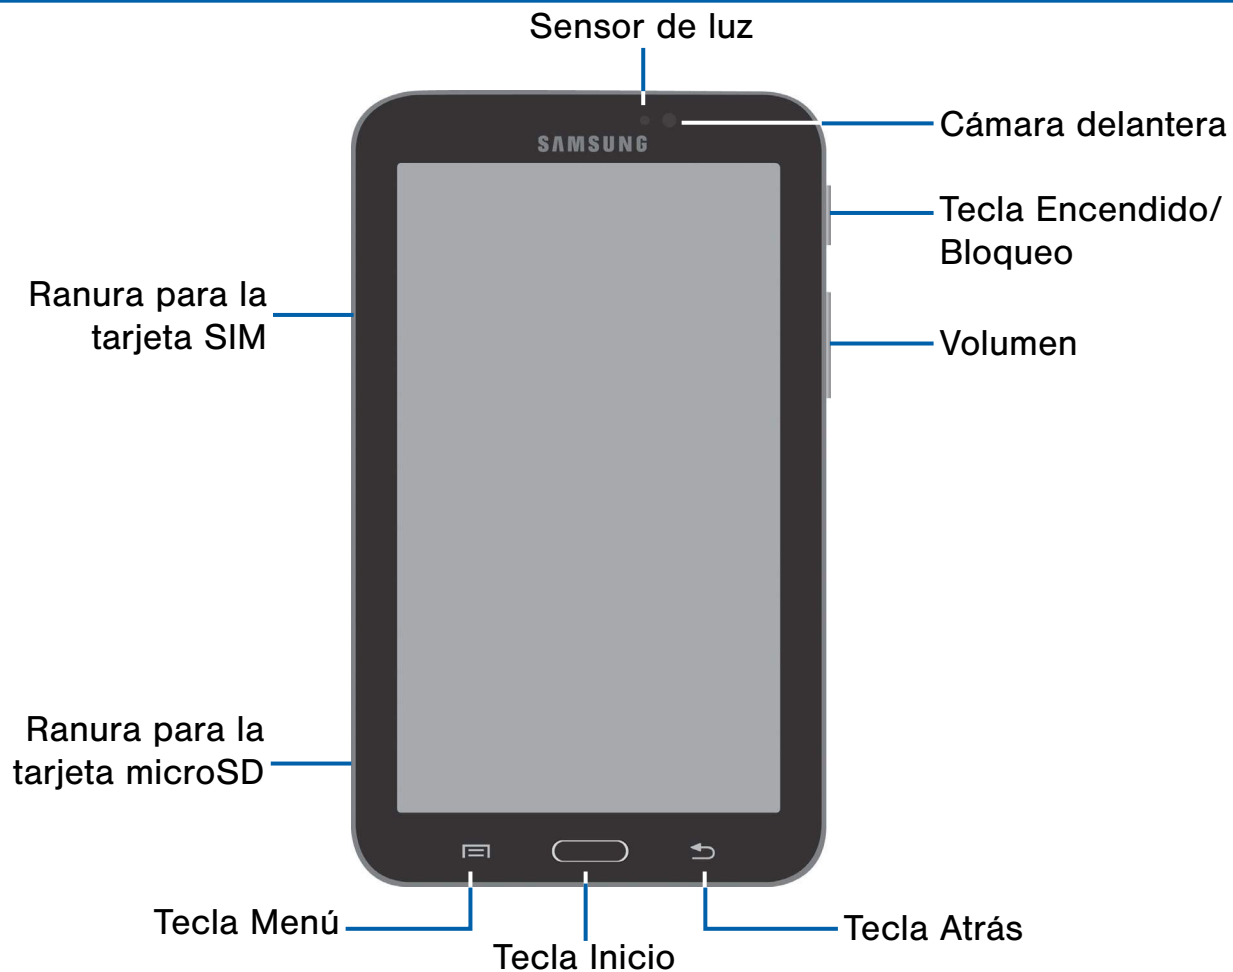 Sensor de luz
Cámara delantera
SAMSUNG
Tecla Encendido/
Bloqueo
Ranura para la
tarjeta SIM
Volumen
Ranura para la
tarjeta microSD
Tecla Menú
Tecla Inicio
Tecla Atrás